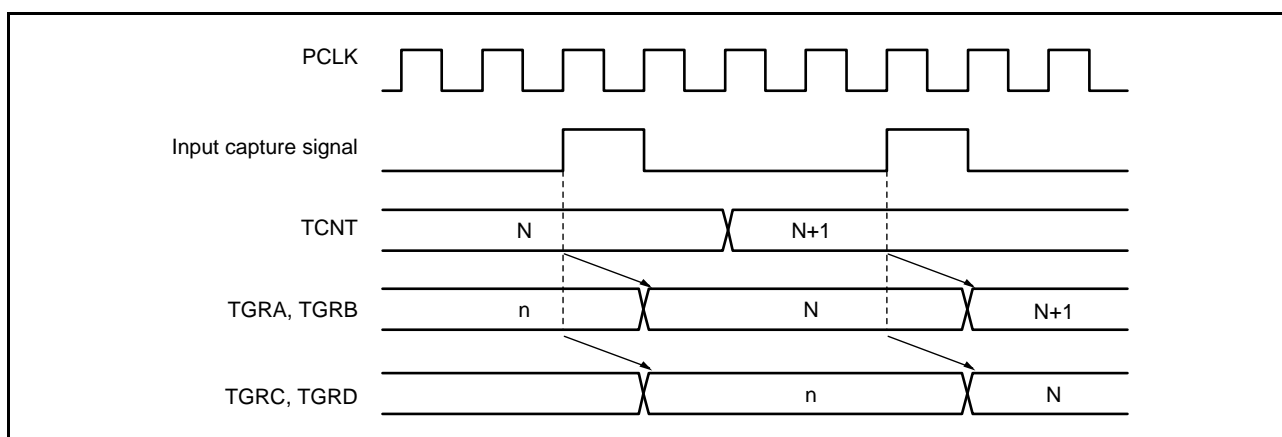 PCLK
Input capture signal
TCNT N N+1
TGRA, TGRB n N N+1
TGRC, TGRD n N